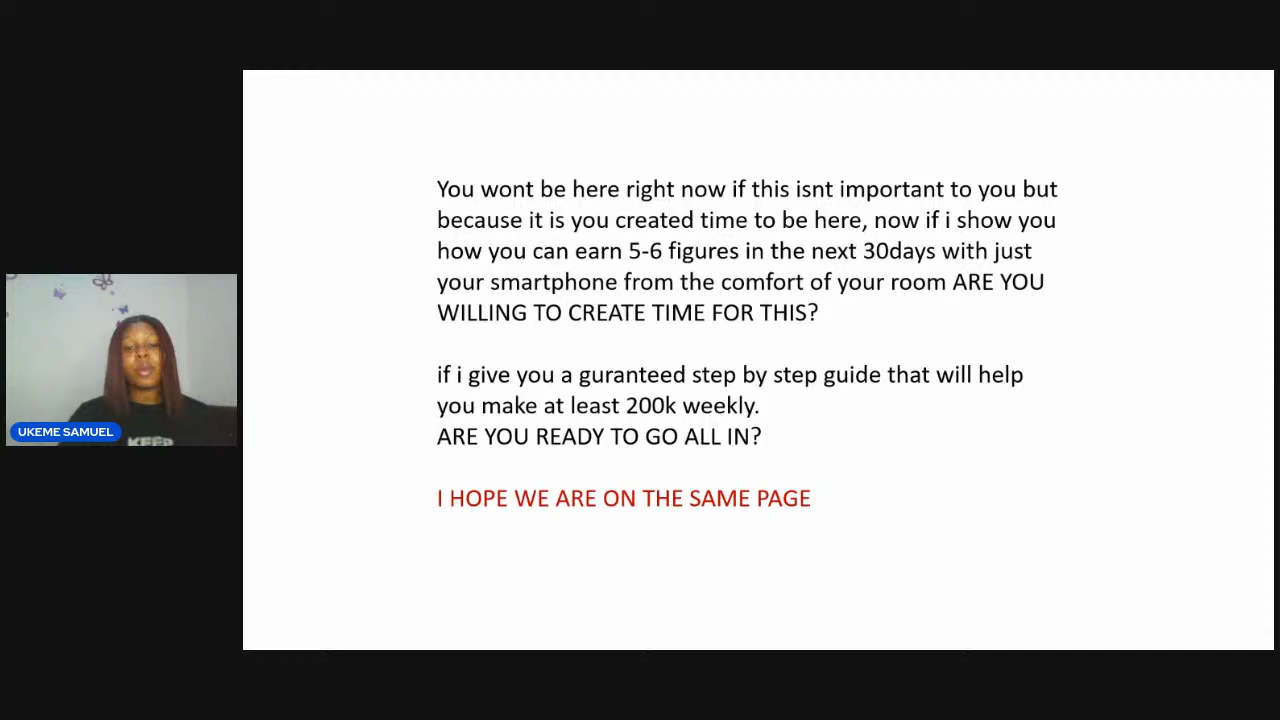 You wont be here right now if this isnt important to you but
because it is you created time to be here, now if i show you
how you can earn 5-6 figures in the next 30days with just
your smartphone from the comfort of your room ARE YOU
WILLING TO CREATE TIME FOR THIS?
if i give you a guranteed step by step guide that will help
you make at least 200k weekly.
ARE YOU READY TO GO ALL IN?
I HOPE WE ARE ON THE SAME PAGE
UKEME SAMUEL
KEEP